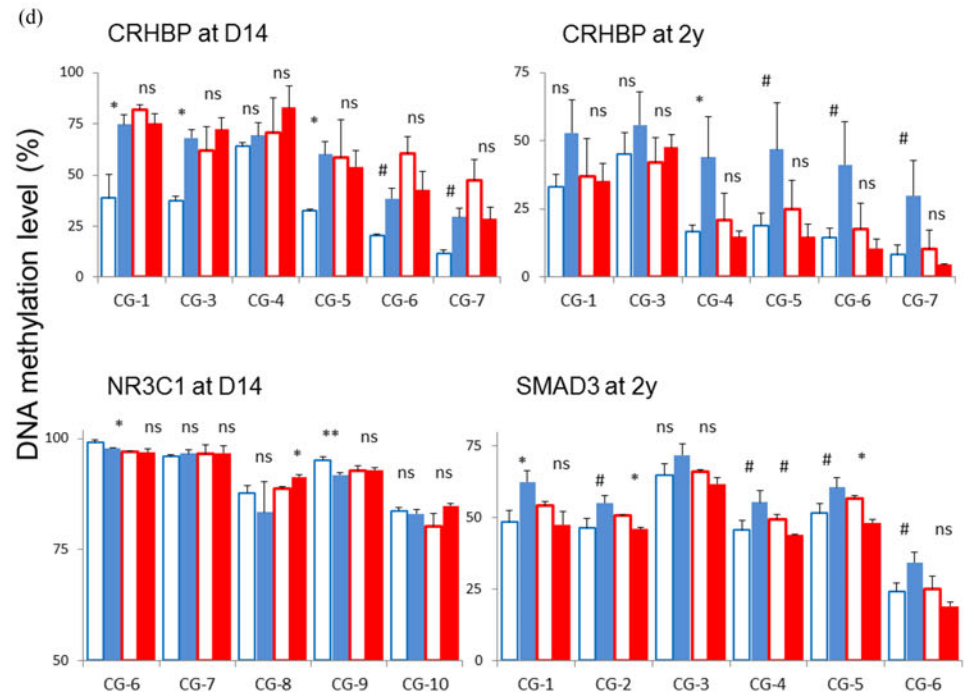 (d)
CRHBP at D14
CRHBP at 2y
DNA methylation level (%)
100
75
50
25
0
* ns
* ns
ns ns
* ns
# ns
# ns
CG-1 CG-3 CG-4 CG-5 CG-6 CG-7
75
50
25
0
ns ns
ns ns
* ns
# ns
# ns
# ns
CG-1 CG-3 CG-4 CG-5 CG-6 CG-7
NR3C1 at D14
SMAD3 at 2y
100
75
50
* ns
ns ns
ns *
** ns
ns ns
CG-6 CG-7 CG-8 CG-9 CG-10
75
50
25
0
* ns
# *
ns ns
# #
# *
# ns
CG-1 CG-2 CG-3 CG-4 CG-5 CG-6